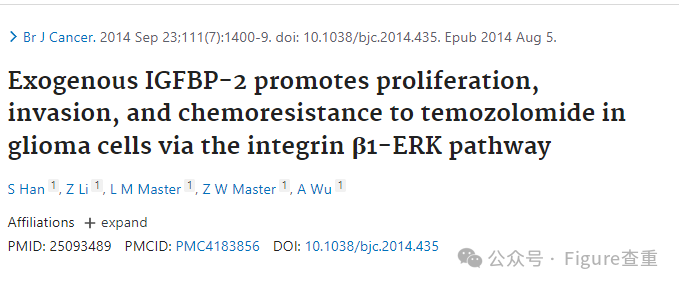 Br J Cancer. 2014 Sep 23;111(7):1400-9. doi: 10.1038/bjc.2014.435. Epub 2014 Aug 5.
Exogenous IGFBP-2 promotes proliferation,
invasion, and chemoresistance to temozolomide in
glioma cells via the integrin β1-ERK pathway
S Han 1, Z Li 1, L M Master 1, Z W Master 1, A Wu 1
Affiliations + expand
PMID: 25093489 PMCID: PMC4183856 DOI: 10.1038/bjc.2014.435
公众号 · Figure查重